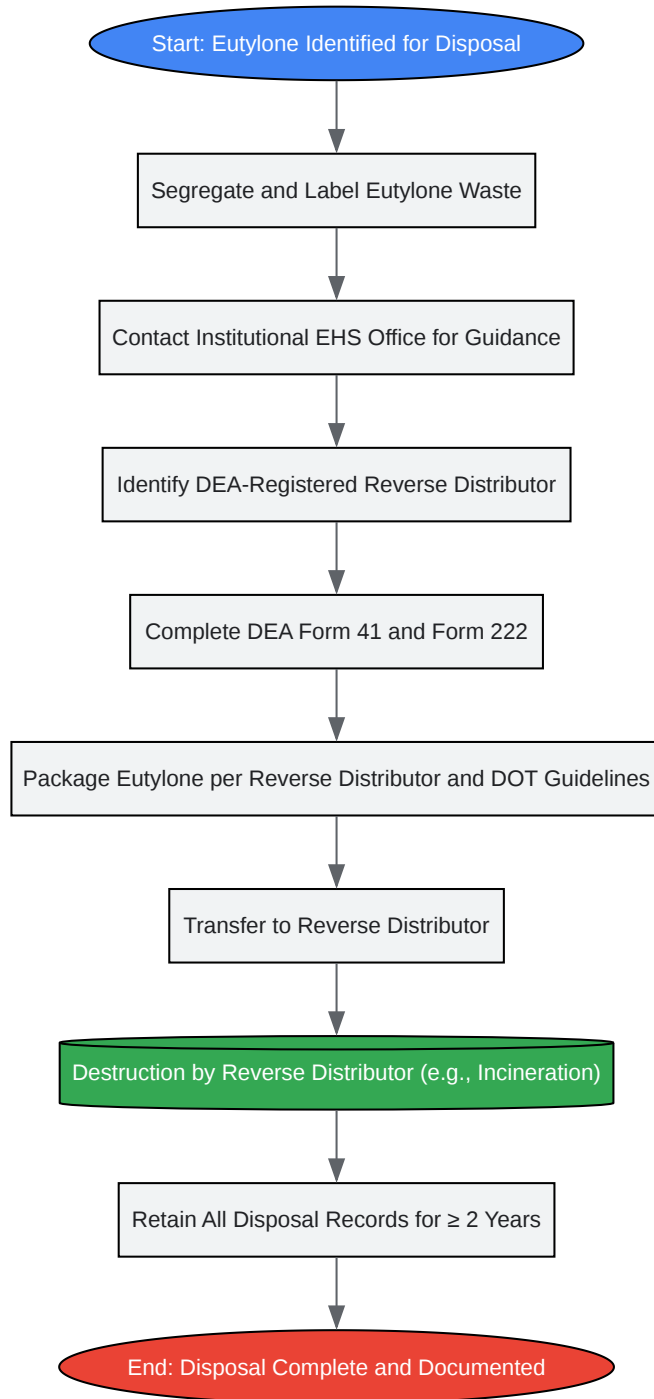 Start: Eutylone Identified for Disposal
Segregate and Label Eutylone Waste
Contact Institutional EHS Office for Guidance
Identify DEA-Registered Reverse Distributor
Complete DEA Form 41 and Form 222
Package Eutylone per Reverse Distributor and DOT Guidelines
Transfer to Reverse Distributor
Destruction by Reverse Distributor (e.g., Incineration)
Retain All Disposal Records for ≥ 2 Years
End: Disposal Complete and Documented